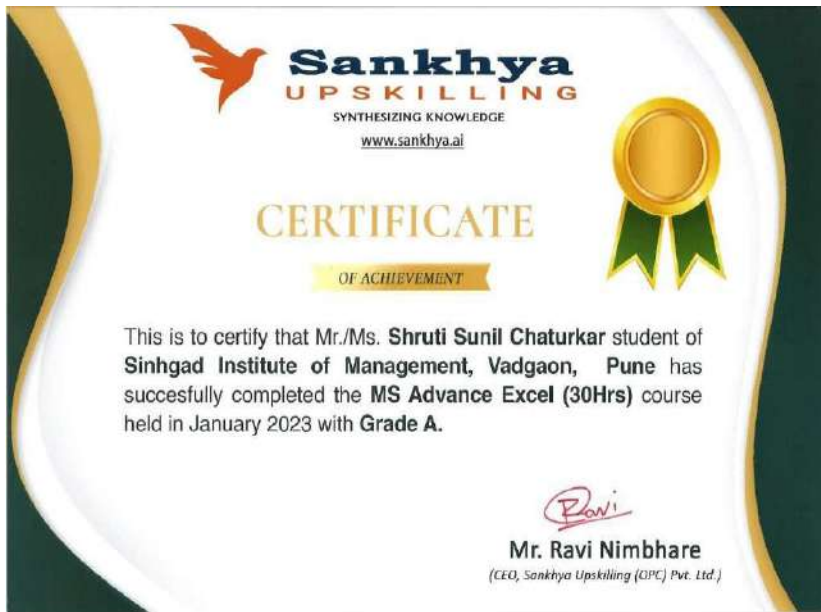 Sankhya
UPSKILLING
SYNTHESIZING KNOWLEDGE
www.sankhya.ai
CERTIFICATE
OF ACHIEVEMENT
This is to certify that Mr./Ms. Shruti Sunil Chaturkar student of
Sinhgad Institute of Management, Vadgaon, Pune has
succesfully completed the MS Advance Excel (30Hrs) course
held in January 2023 with Grade A.
Ravi
Mr. Ravi Nimbhare
(CEO, Sankhya Upskilling (OPC) Pvt. Ltd.)